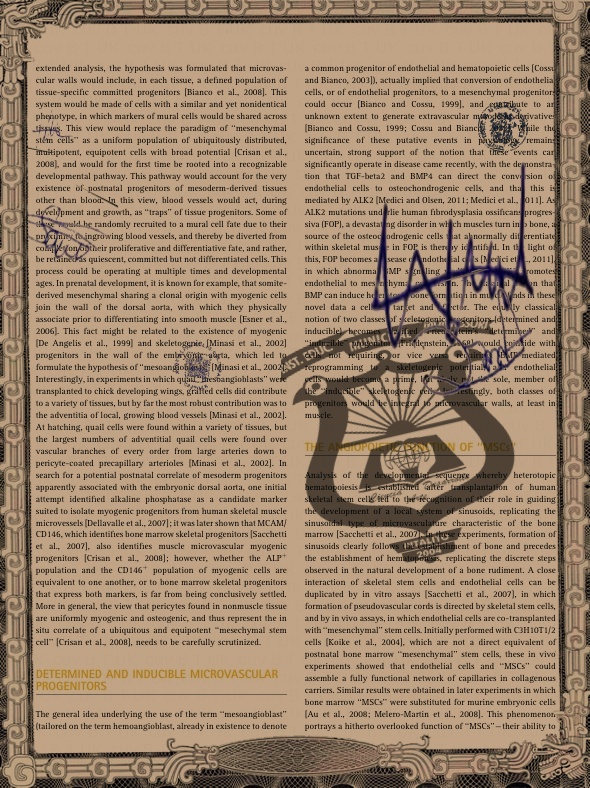 extended analysis, the hypothesis was formulated that microvas-
cular walls would include, in each tissue, a defined population of
tissue-specific committed progenitors [Bianco et al., 2008]. This
system would be made of cells with a similar and yet nonidentical
phenotype, in which markers of mural cells would be shared across
tissues. This view would replace the paradigm of ‘‘mesenchymal
stem cells’’ as a uniform population of ubiquitously distributed,
multipotent, equipotent cells with broad potential [Crisan et al.,
2008], and would for the first time be rooted into a recognizable
developmental pathway. This pathway would account for the very
existence of postnatal progenitors of mesoderm-derived tissues
other than blood. this view, blood vessels would act, during
development and growth, as ‘‘traps’’ of tissue progenitors. Some of
would be randomly recruited to a mural cell fate due to their
to ingrowing blood vessels, and thereby be diverted from
their proliferative and differentiative fate, and rather,
be retained as quiescent, committed but not differentiated cells. This
process could be operating at multiple times and developmental
ages. In prenatal development, it is known for example, that somite-
derived mesenchyme sharing a clonal origin with myogenic cells
join the wall of the dorsal aorta, with which they physically
associate prior to differentiating into smooth muscle [Esner et al.,
2006]. This fact might be related to the existence of myogenic
[De Angelis et al., 1999] and skeletogenic [Minasi et al., 2002]
progenitors in the wall of the embryonic aorta, which led to
formulate the hypothesis of ‘‘mesoangioblasts’’ [Minasi et al., 2002].
Interestingly, in experiments in which quail ‘‘mesangioblasts’’ were
transplanted to chick developing wings, grafted cells did contribute
to a variety of tissues, but by far the most robust contribution was to
the adventitia of local, growing blood vessels [Minasi et al., 2002].
At hatching, quail cells were found within a variety of tissues, but
the largest numbers of adventitial quail cells were found over
vascular branches of every order from large arteries down to
pericyte-coated precapillary arterioles [Minasi et al., 2002]. In
search for a potential postnatal correlate of mesoderm progenitors
apparently associated with the embryonic dorsal aorta, one initial
attempt identified alkaline phosphatase as a candidate marker
suited to isolate myogenic progenitors from human skeletal muscle
microvessels [Dellavalle et al., 2007]; it was later shown that MCAM/
CD146, which identifies bone marrow skeletal progenitors [Sacchetti
et al., 2007], also identifies muscle microvascular myogenic
progenitors [Crisan et al., 2008]; however, whether the ALP⁺
population and the CD146⁺ population of myogenic cells are
equivalent to one another, or to bone marrow skeletal progenitors
that express both markers, is far from being conclusively settled.
More in general, the view that pericytes found in nonmuscle tissue
are uniformly myogenic and osteogenic, and thus represent the in
situ correlate of a ubiquitous and equipotent ‘‘mesechymal stem
cell’’ [Crisan et al., 2008], needs to be carefully scrutinized.
DETERMINED AND INDUCIBLE MICROVASCULAR
PROGENITORS
The general idea underlying the use of the term ‘‘mesoangioblast’’
(tailored on the term hemoangioblast, already in existence to denote
a common progenitor of endothelial and hematopoietic cells [Cossu
and Bianco, 2003]), actually implied that conversion of endothelial
cells, or of endothelial progenitors, to a mesenchymal progenitor
could occur [Bianco and Cossu, 1999], and contribute to an
unknown extent to generate extravascular mesodermal derivatives
[Bianco and Cossu, 1999; Cossu and Bianco, While the
significance of these putative events in remains
uncertain, strong support of the notion that these events can
significantly operate in disease came recently, with the demonstra-
tion that TGF-beta2 and BMP4 can direct the conversion of
endothelial cells to osteochondrogenic cells, and that this is
mediated by ALK2 [Medici and Olsen, 2011; Medici et al., 2011]. As
ALK2 mutations underlie human fibrodysplasia ossificans progres-
siva (FOP), a devastating disorder in which muscles turn into bone, a
source of the osteochondrogenic cells that abnormally differentiate
within skeletal muscle in FOP is thereby identified. In the light of
this, FOP becomes a disease of endothelial cells [Medici et al., 2011],
in which abnormal BMP signaling promotes
endothelial to mesenchymal that
BMP can induce bone formation in muscle lends in these
novel data a cellular target and vector. The equally classical
notion of two classes of skeletogenic progenitors (determined and
inducible) becomes ‘‘determined’’ and
‘‘inducible’’ progenitors [Friedenstein, coincide with
cells not requiring, or vice versa requiring BMP-mediated
reprogramming to skeletogenic potential. endothelial
cells would become a prime, possibly not the sole, member of
the ‘‘inducible’’ skeletogenic cells. Interestingly, both classes of
progenitors would be integral to microvascular walls, at least in
muscle.
THE ANGIOPOIETIC FUNCTION OF ‘‘MSCs’’
Analysis of the developmental sequence whereby heterotopic
hematopoiesis is established after transplantation of human
skeletal stem cells led to the recognition of their role in guiding
the development of a local system of sinusoids, replicating the
sinusoidal type of microvasculature characteristic of the bone
marrow [Sacchetti et al., 2007]. In these experiments, formation of
sinusoids clearly follows the establishment of bone and precedes
the establishment of hematopoiesis, replicating the discrete steps
observed in the natural development of a bone rudiment. A close
interaction of skeletal stem cells and endothelial cells can be
duplicated by in vitro assays [Sacchetti et al., 2007], in which
formation of pseudovascular cords is directed by skeletal stem cells,
and by in vivo assays, in which endothelial cells are co-transplanted
with ‘‘mesenchymal’’ stem cells. Initially performed with C3H10T1/2
cells [Koike et al., 2004], which are not a direct equivalent of
postnatal bone marrow ‘‘mesenchymal’’ stem cells, these in vivo
experiments showed that endothelial cells and ‘‘MSCs’’ could
assemble a fully functional network of capillaries in collagenous
carriers. Similar results were obtained in later experiments in which
bone marrow ‘‘MSCs’’ were substituted for murine embryonic cells
[Au et al., 2008; Melero-Martin et al., 2008]. This phenomenon
portrays a hitherto overlooked function of ‘‘MSCs’’—their ability to